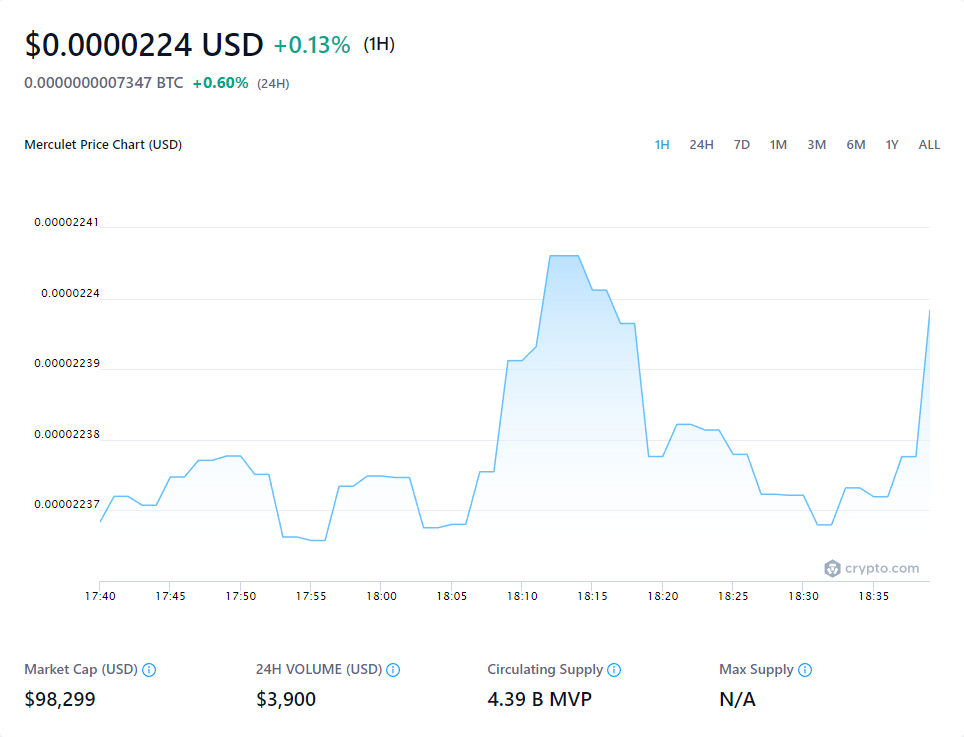 $0.0000224 USD +0.13% (1H)
0.0000000007347 BTC +0.60% (24H)
Merculet Price Chart (USD) 1H 24H 7D 1M 3M 6M 1Y ALL
0.00002241
0.0000224
0.00002239
0.00002238
0.00002237
crypto.com
17:40 17:45 17:50 17:55 18:00 18:05 18:10 18:15 18:20 18:25 18:30 18:35
Market Cap (USD) 24H VOLUME (USD) Circulating Supply Max Supply
$98,299 $3,900 4.39 B MVP N/A